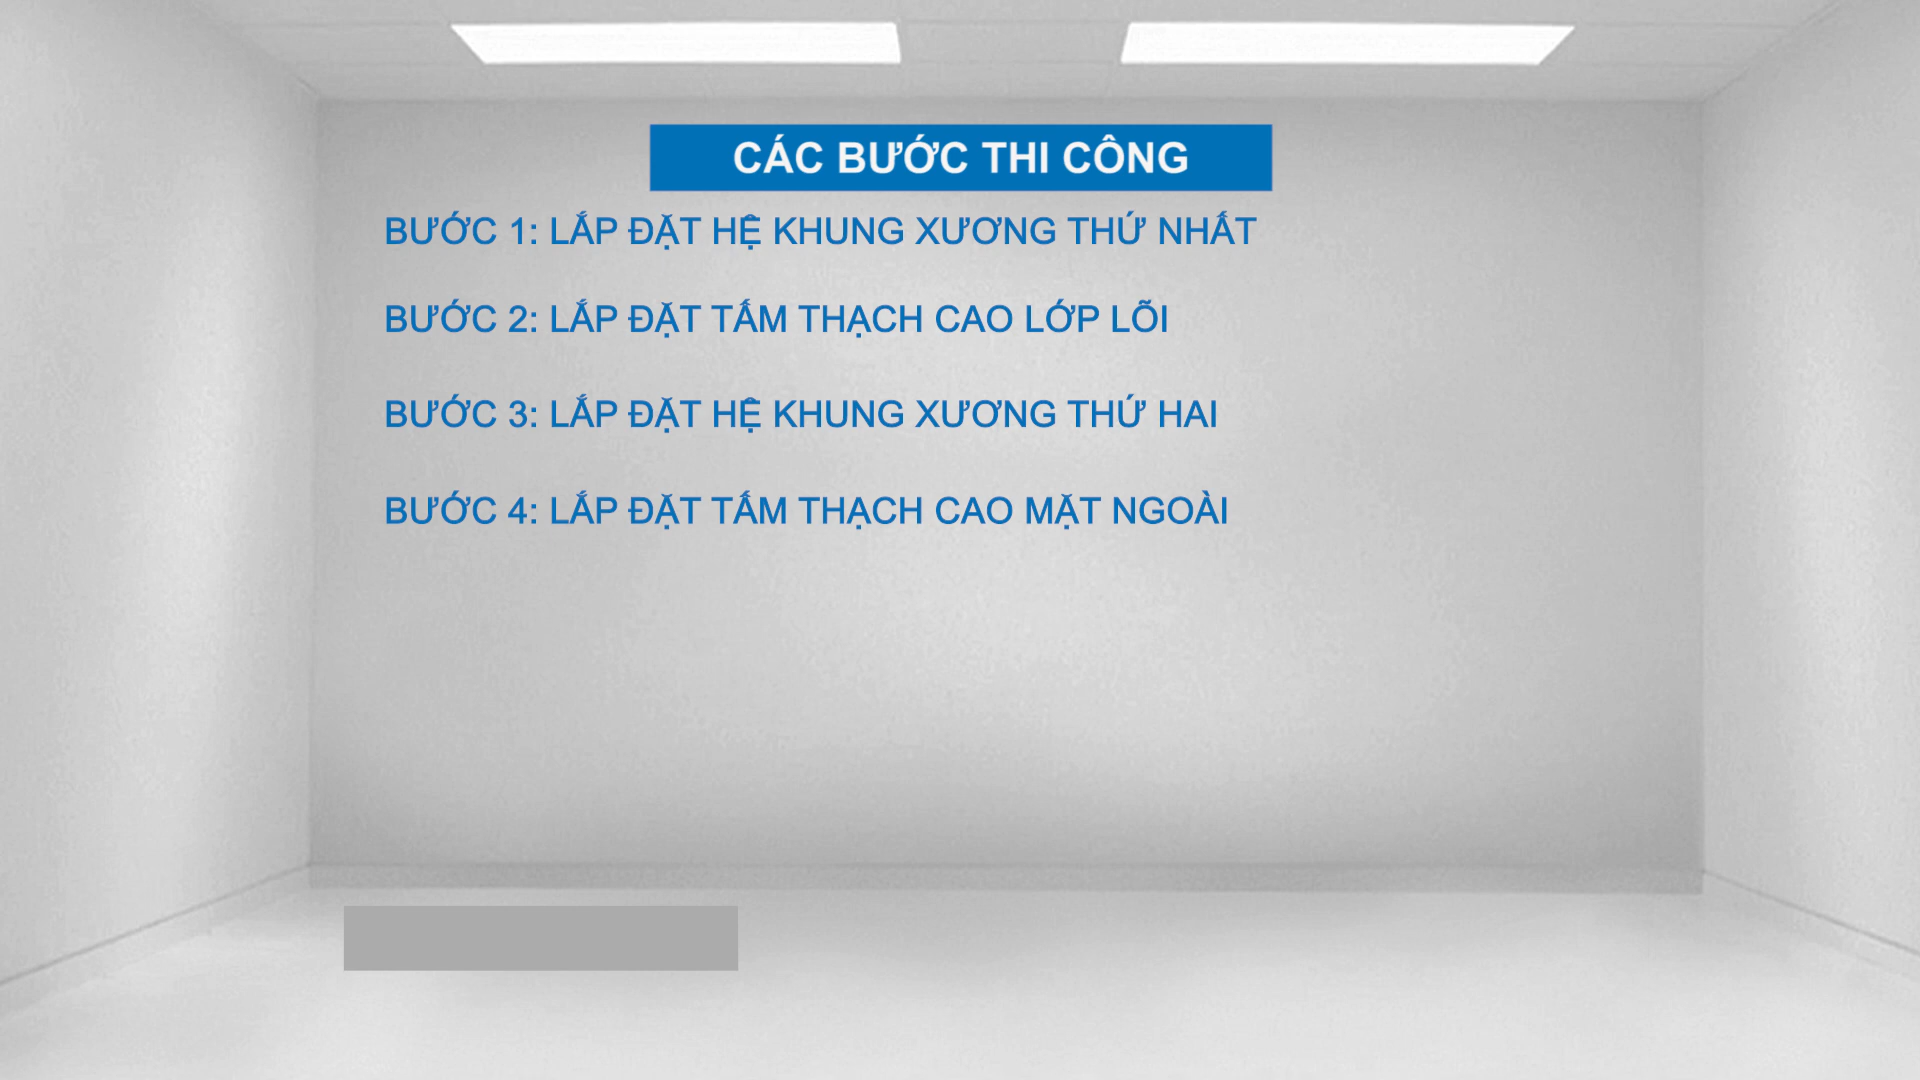 CÁC BƯỚC THI CÔNG
BƯỚC 1: LẮP ĐẶT HỆ KHUNG XƯƠNG THỨ NHẤT
BƯỚC 2: LẮP ĐẶT TẤM THẠCH CAO LỚP LÕI
BƯỚC 3: LẮP ĐẶT HỆ KHUNG XƯƠNG THỨ HAI
BƯỚC 4: LẮP ĐẶT TẤM THẠCH CAO MẶT NGOÀI